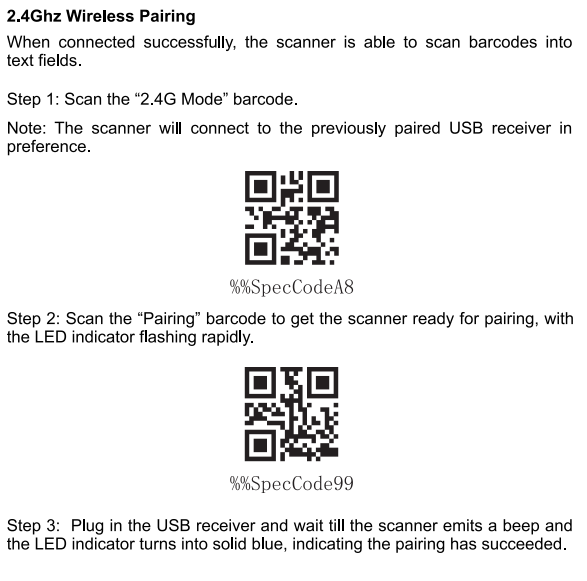 2.4Ghz Wireless Pairing
When connected successfully, the scanner is able to scan barcodes into
text fields.
Step 1: Scan the “2.4G Mode” barcode.
Note: The scanner will connect to the previously paired USB receiver in
preference.
%%SpecCodeA8
Step 2: Scan the “Pairing” barcode to get the scanner ready for pairing, with
the LED indicator flashing rapidly.
%%SpecCode99
Step 3: Plug in the USB receiver and wait till the scanner emits a beep and
the LED indicator turns into solid blue, indicating the pairing has succeeded.